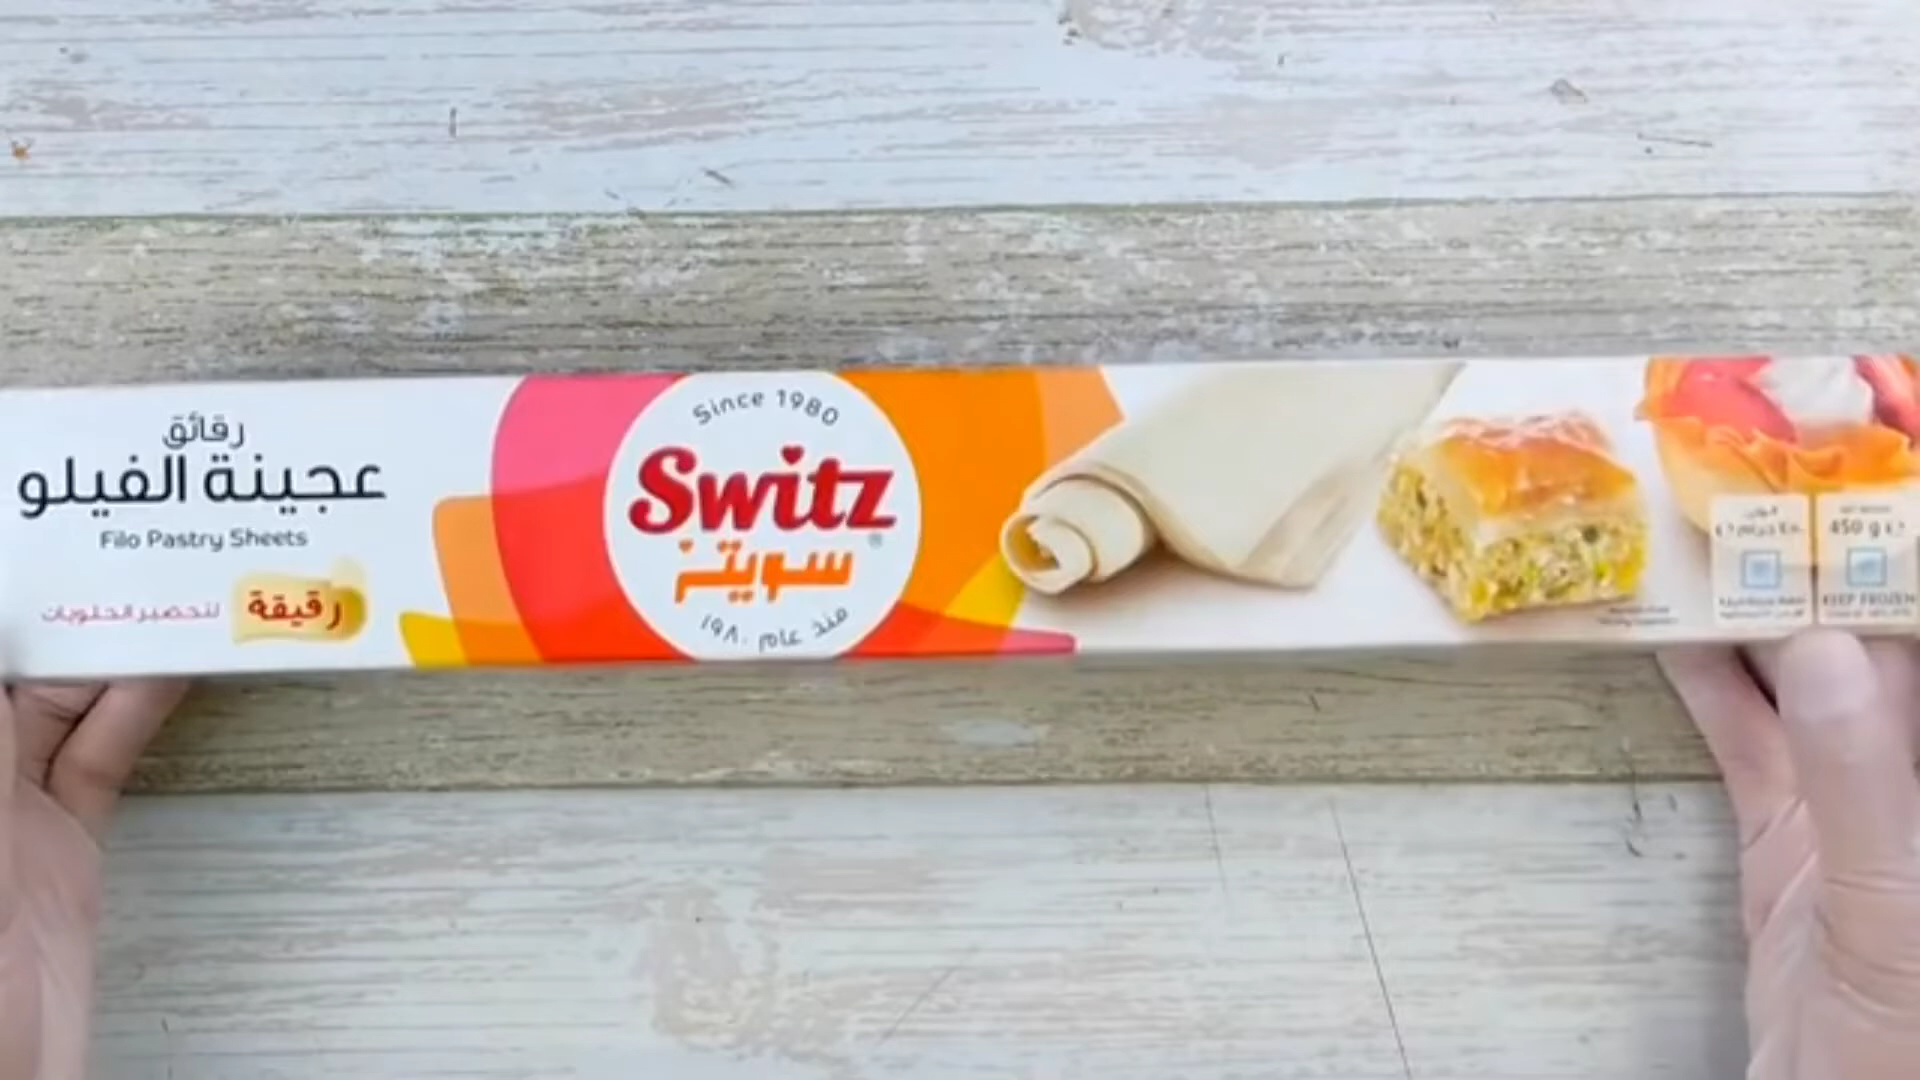 رقائق
عجينة الفيلو
Filo Pastry Sheets
رقيقة
لتحضير الحلويات
Since 1980
Switz
®
سويتز
منذ عام ١٩٨٠
450 g e
KEEP FROZEN